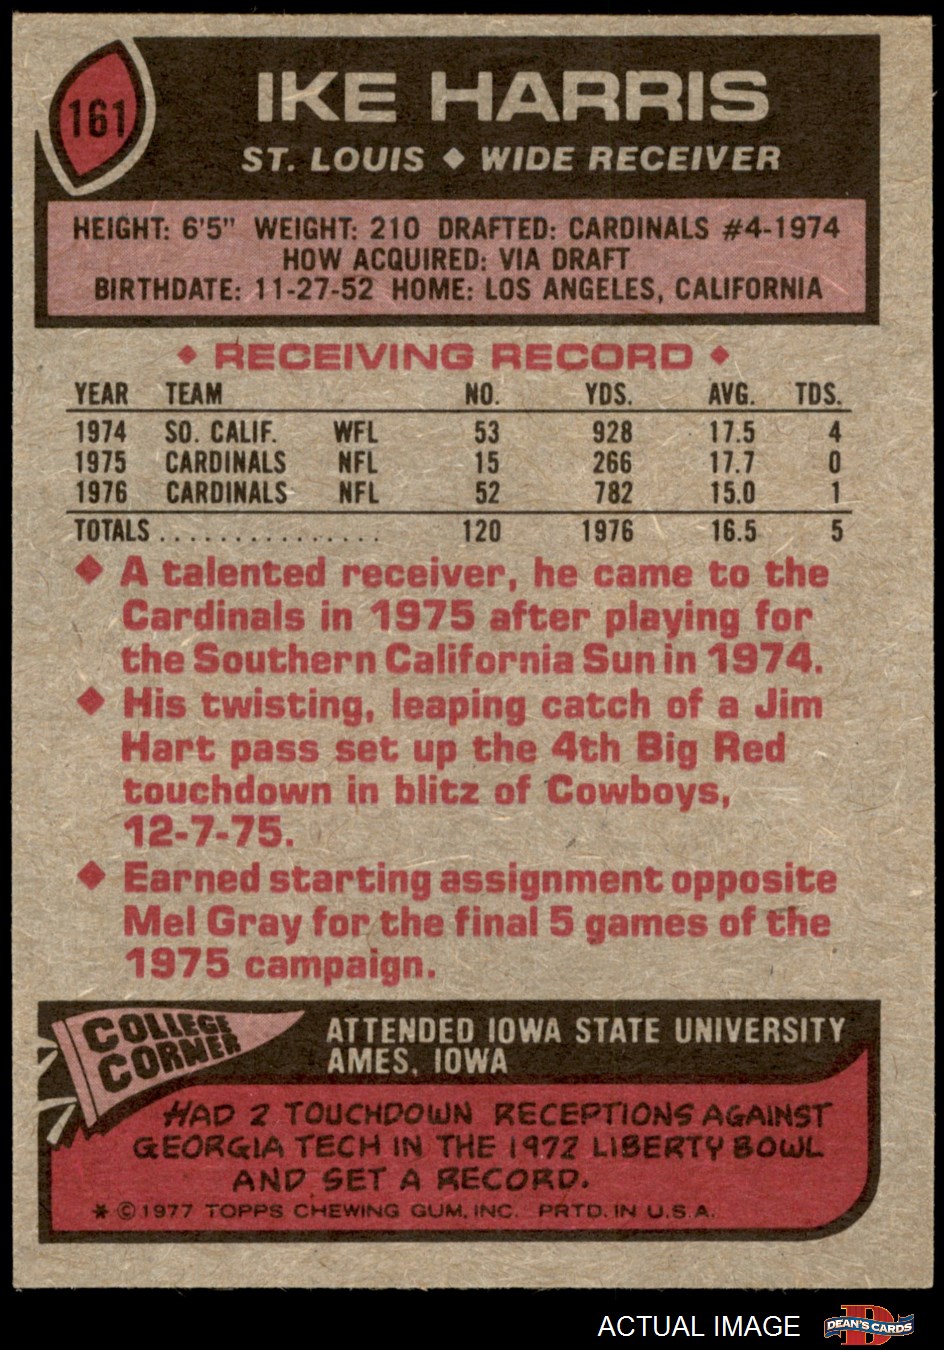 161
IKE HARRIS
ST. LOUIS ◆ WIDE RECEIVER
HEIGHT: 6'5" WEIGHT: 210 DRAFTED: CARDINALS #4-1974
HOW ACQUIRED: VIA DRAFT
BIRTHDATE: 11-27-52 HOME: LOS ANGELES, CALIFORNIA
◆ RECEIVING RECORD ◆
YEAR TEAM NO. YDS. AVG. TDS.
1974 SO. CALIF. WFL 53 928 17.5 4
1975 CARDINALS NFL 15 266 17.7 0
1976 CARDINALS NFL 52 782 15.0 1
TOTALS............... 120 1976 16.5 5
◆ A talented receiver, he came to the
Cardinals in 1975 after playing for
the Southern California Sun in 1974.
◆ His twisting, leaping catch of a Jim
Hart pass set up the 4th Big Red
touchdown in blitz of Cowboys,
12-7-75.
◆ Earned starting assignment opposite
Mel Gray for the final 5 games of the
1975 campaign.
COLLEGE
CORNER
ATTENDED IOWA STATE UNIVERSITY
AMES, IOWA
HAD 2 TOUCHDOWN RECEPTIONS AGAINST
GEORGIA TECH IN THE 1972 LIBERTY BOWL
AND SET A RECORD.
* © 1977 TOPPS CHEWING GUM, INC. PRTD. IN U.S.A.
ACTUAL IMAGE
D
DEAN'S CARDS